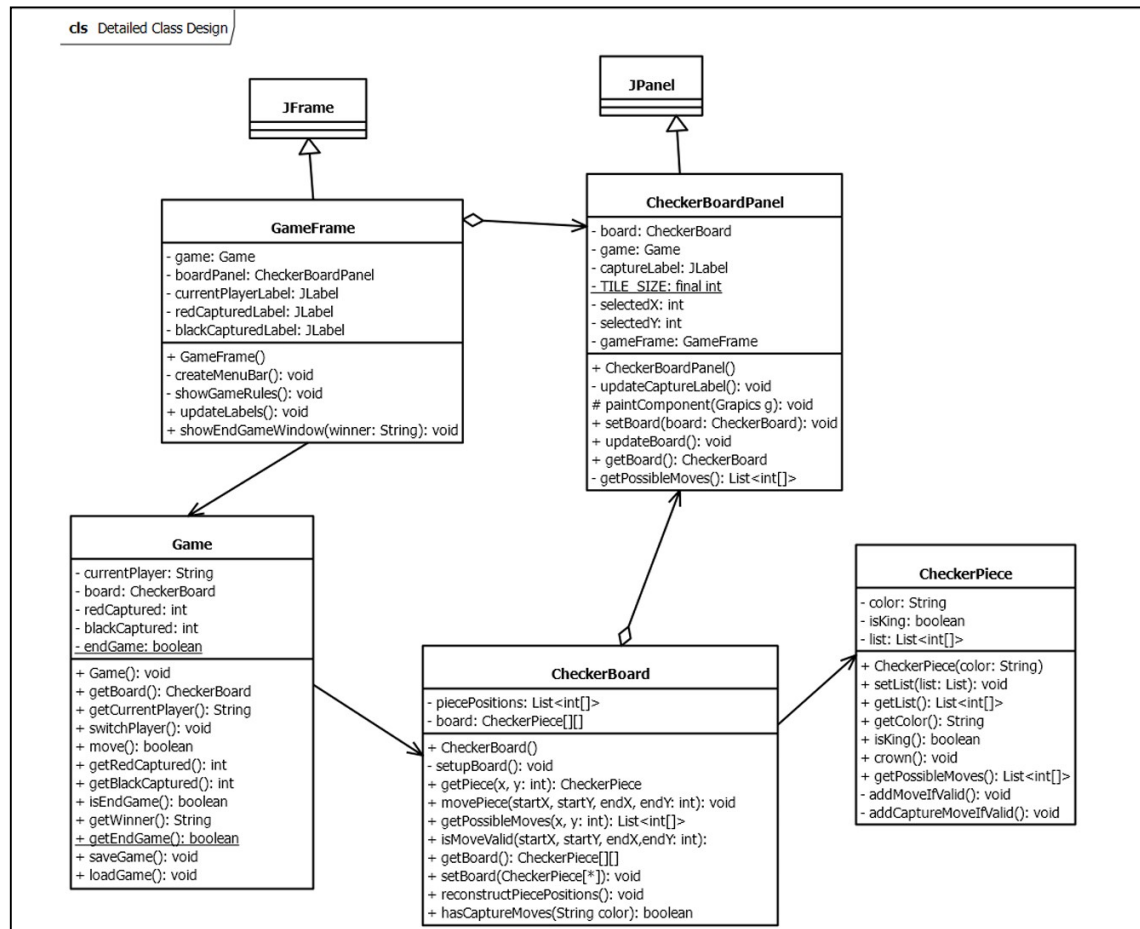 cls Detailed Class Design
JFrame
JPanel
GameFrame
- game: Game
- boardPanel: CheckerBoardPanel
- currentPlayerLabel: JLabel
- redCapturedLabel: JLabel
- blackCapturedLabel: JLabel
+ GameFrame()
- createMenuBar(): void
- showGameRules(): void
+ updateLabels(): void
+ showEndGameWindow(winner: String): void
CheckerBoardPanel
- board: CheckerBoard
- game: Game
- captureLabel: JLabel
- TILE_SIZE: final int
- selectedX: int
- selectedY: int
- gameFrame: GameFrame
+ CheckerBoardPanel()
- updateCaptureLabel(): void
# paintComponent(Grapics g): void
+ setBoard(board: CheckerBoard): void
+ updateBoard(): void
+ getBoard(): CheckerBoard
- getPossibleMoves(): List<int[]>
Game
- currentPlayer: String
- board: CheckerBoard
- redCaptured: int
- blackCaptured: int
- endGame: boolean
+ Game(): void
+ getBoard(): CheckerBoard
+ getCurrentPlayer(): String
+ switchPlayer(): void
+ move(): boolean
+ getRedCaptured(): int
+ getBlackCaptured(): int
+ isEndGame(): boolean
+ getWinner(): String
+ getEndGame(): boolean
+ saveGame(): void
+ loadGame(): void
CheckerBoard
- piecePositions: List<int[]>
- board: CheckerPiece[][]
+ CheckerBoard()
- setupBoard(): void
+ getPiece(x, y: int): CheckerPiece
+ movePiece(startX, startY, endX, endY: int): void
+ getPossibleMoves(x, y: int): List<int[]>
+ isMoveValid(startX, startY, endX,endY: int):
+ getBoard(): CheckerPiece[][]
+ setBoard(CheckerPiece[*]): void
+ reconstructPiecePositions(): void
+ hasCaptureMoves(String color): boolean
CheckerPiece
- color: String
- isKing: boolean
- list: List<int[]>
+ CheckerPiece(color: String)
+ setList(list: List): void
+ getList(): List<int[]>
+ getColor(): String
+ isKing(): boolean
+ crown(): void
+ getPossibleMoves(): List<int[]>
- addMoveIfValid(): void
- addCaptureMoveIfValid(): void